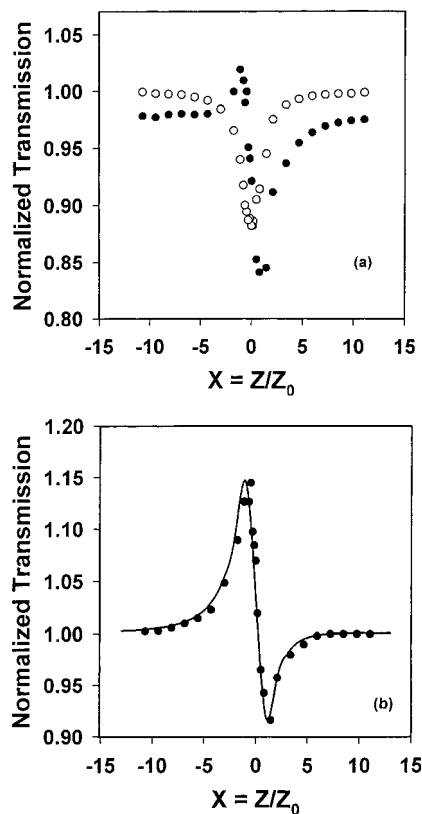 1.05
1.00
0.95
0.90
0.85
0.80
Normalized Transmission
(a)
-15 -10 -5 0 5 10 15
X = Z/Z0
1.20
1.15
1.10
1.05
1.00
0.95
0.90
Normalized Transmission
(b)
-15 -10 -5 0 5 10 15
X = Z/Z0